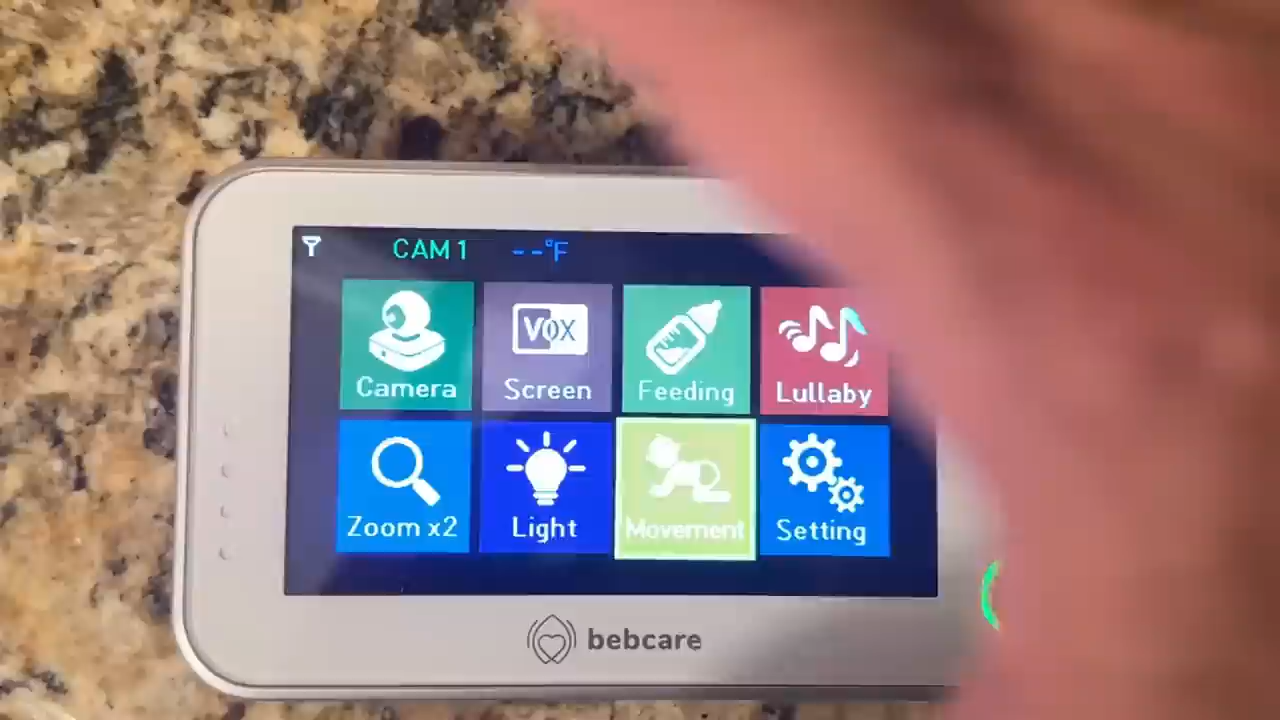 CAM 1 --°F
Camera
VOX
Screen
Feeding
Lullaby
Zoom x2
Light
Movement
Setting
bebcare